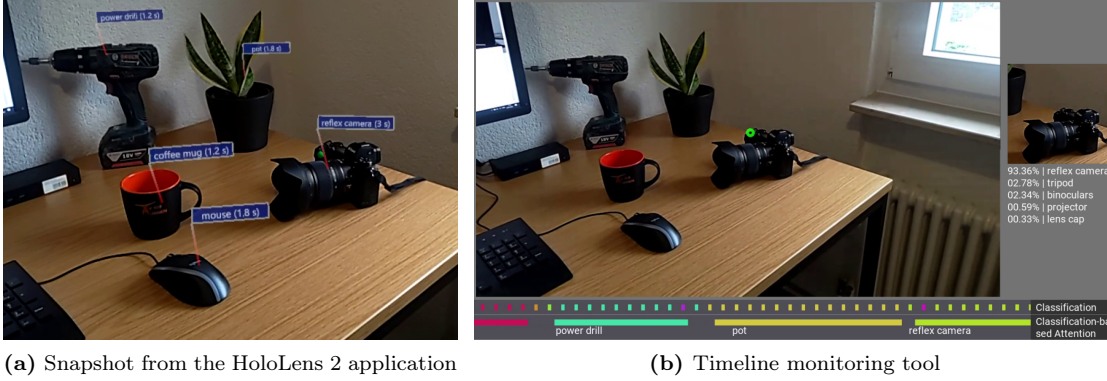 power drill (1.2 s)
pot (1.8 s)
reflex camera (3 s)
coffee mug (1.2 s)
mouse (1.8 s)
BOSCH
18V
93.36% | reflex camera
02.78% | tripod
02.34% | binoculars
00.59% | projector
00.33% | lens cap
Classification
Classification-ba-
sed Attention
power drill
pot
reflex camera
(a) Snapshot from the HoloLens 2 application
(b) Timeline monitoring tool